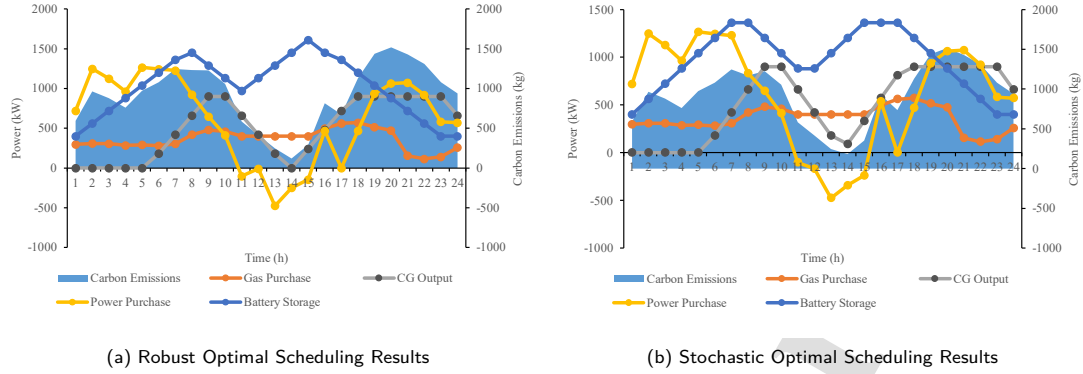 2000
1500
1000
500
0
-500
-1000
Power (kW)
2000
1500
1000
500
0
-500
-1000
Carbon Emissions (kg)
1 2 3 4 5 6 7 8 9 10 11 12 13 14 15 16 17 18 19 20 21 22 23 24
Time (h)
Carbon Emissions Gas Purchase CG Output
Power Purchase Battery Storage
(a) Robust Optimal Scheduling Results
1500
1000
500
0
-500
-1000
Power (kW)
2000
1500
1000
500
0
-500
-1000
Carbon Emissions (kg)
1 2 3 4 5 6 7 8 9 10 11 12 13 14 15 16 17 18 19 20 21 22 23 24
Time (h)
Carbon Emissions Gas Purchase CG Output
Power Purchase Battery Storage
(b) Stochastic Optimal Scheduling Results